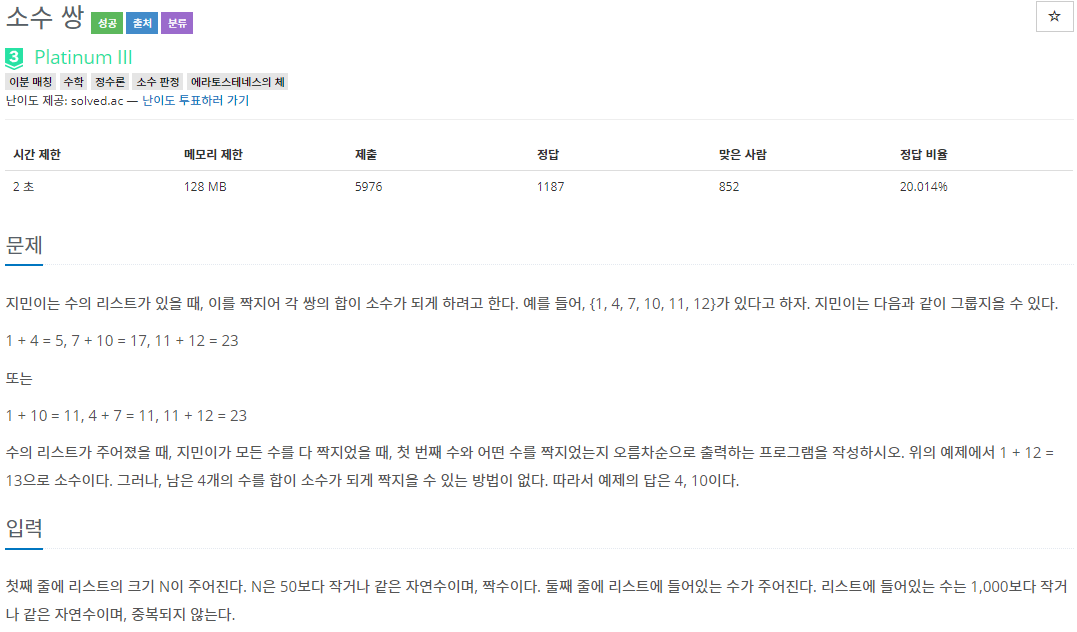 소수 쌍 성공 출처 분류
☆
3 Platinum III
이분 매칭 수학 정수론 소수 판정 에라토스테네스의 체
난이도 제공: solved.ac — 난이도 투표하러 가기
시간 제한 메모리 제한 제출 정답 맞은 사람 정답 비율
2 초 128 MB 5976 1187 852 20.014%
문제
지민이는 수의 리스트가 있을 때, 이를 짝지어 각 쌍의 합이 소수가 되게 하려고 한다. 예를 들어, {1, 4, 7, 10, 11, 12}가 있다고 하자. 지민이는 다음과 같이 그룹지을 수 있다.
1 + 4 = 5, 7 + 10 = 17, 11 + 12 = 23
또는
1 + 10 = 11, 4 + 7 = 11, 11 + 12 = 23
수의 리스트가 주어졌을 때, 지민이가 모든 수를 다 짝지었을 때, 첫 번째 수와 어떤 수를 짝지었는지 오름차순으로 출력하는 프로그램을 작성하시오. 위의 예제에서 1 + 12 =
13으로 소수이다. 그러나, 남은 4개의 수를 합이 소수가 되게 짝지을 수 있는 방법이 없다. 따라서 예제의 답은 4, 10이다.
입력
첫째 줄에 리스트의 크기 N이 주어진다. N은 50보다 작거나 같은 자연수이며, 짝수이다. 둘째 줄에 리스트에 들어있는 수가 주어진다. 리스트에 들어있는 수는 1,000보다 작거
나 같은 자연수이며, 중복되지 않는다.